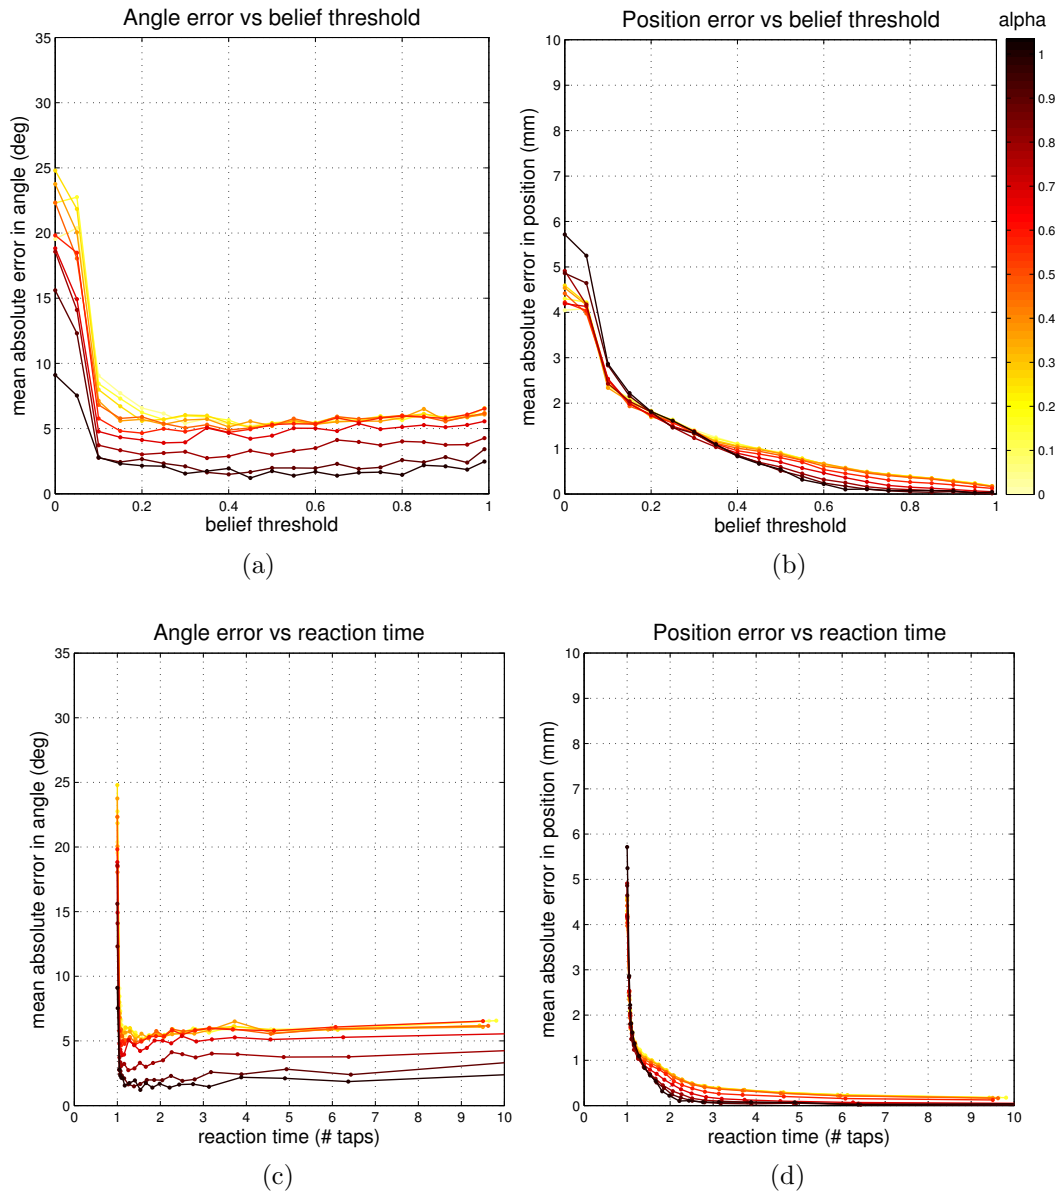 Angle error vs belief threshold
Position error vs belief threshold
alpha
mean absolute error in angle (deg)
35
30
25
20
15
10
5
0
0 0.2 0.4 0.6 0.8 1
belief threshold
mean absolute error in position (mm)
10
9
8
7
6
5
4
3
2
1
0
0 0.2 0.4 0.6 0.8 1
belief threshold
1
0.9
0.8
0.7
0.6
0.5
0.4
0.3
0.2
0.1
0
(a)
(b)
Angle error vs reaction time
Position error vs reaction time
mean absolute error in angle (deg)
35
30
25
20
15
10
5
0
0 1 2 3 4 5 6 7 8 9 10
reaction time (# taps)
mean absolute error in position (mm)
10
9
8
7
6
5
4
3
2
1
0
0 1 2 3 4 5 6 7 8 9 10
reaction time (# taps)
(c)
(d)